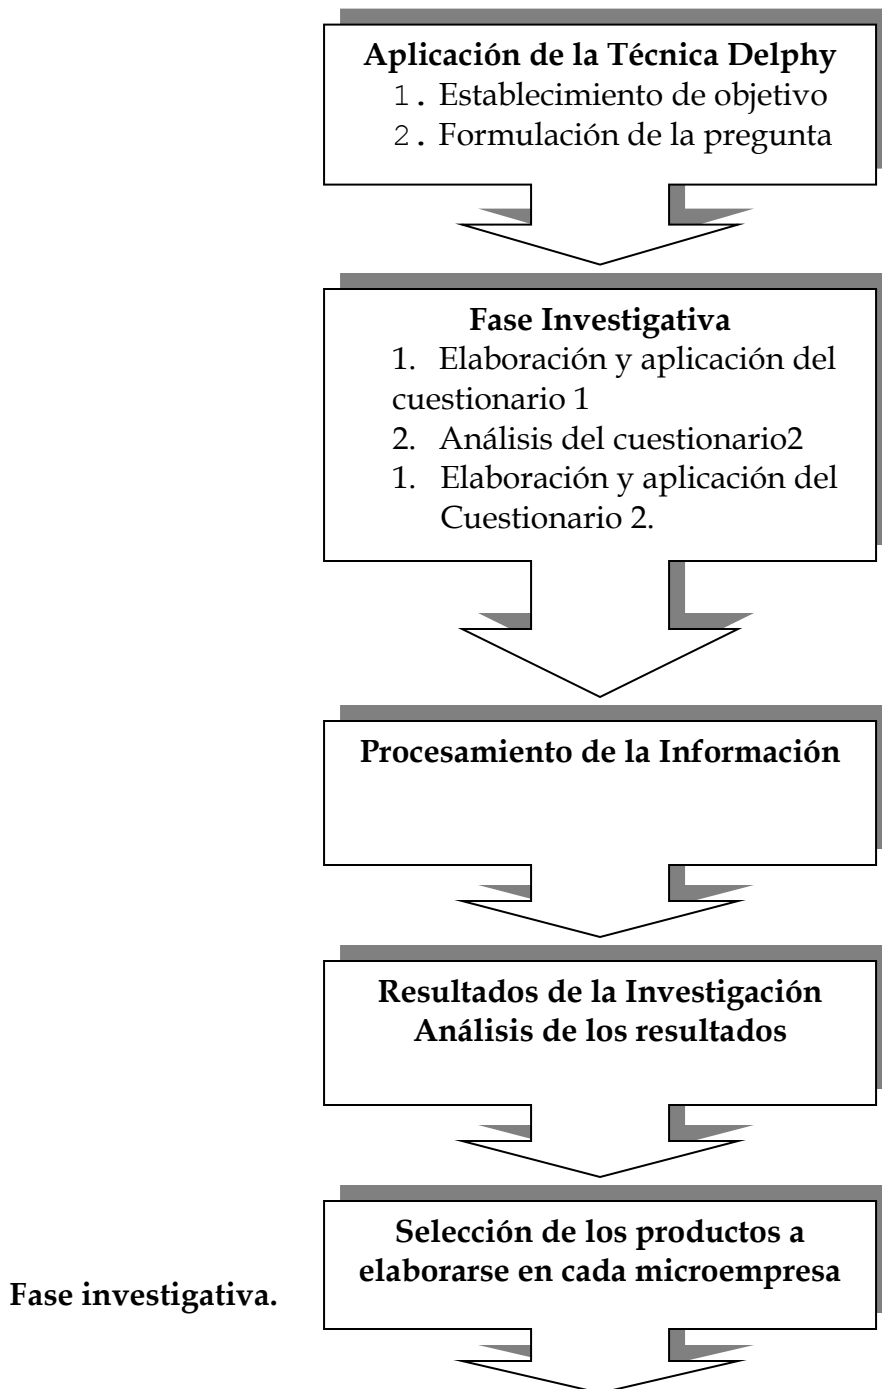 Aplicación de la Técnica Delphy
1. Establecimiento de objetivo
2. Formulación de la pregunta
Fase Investigativa
1. Elaboración y aplicación del
cuestionario 1
2. Análisis del cuestionario2
1. Elaboración y aplicación del
Cuestionario 2.
Procesamiento de la Información
Resultados de la Investigación
Análisis de los resultados
Selección de los productos a
elaborarse en cada microempresa
Fase investigativa.